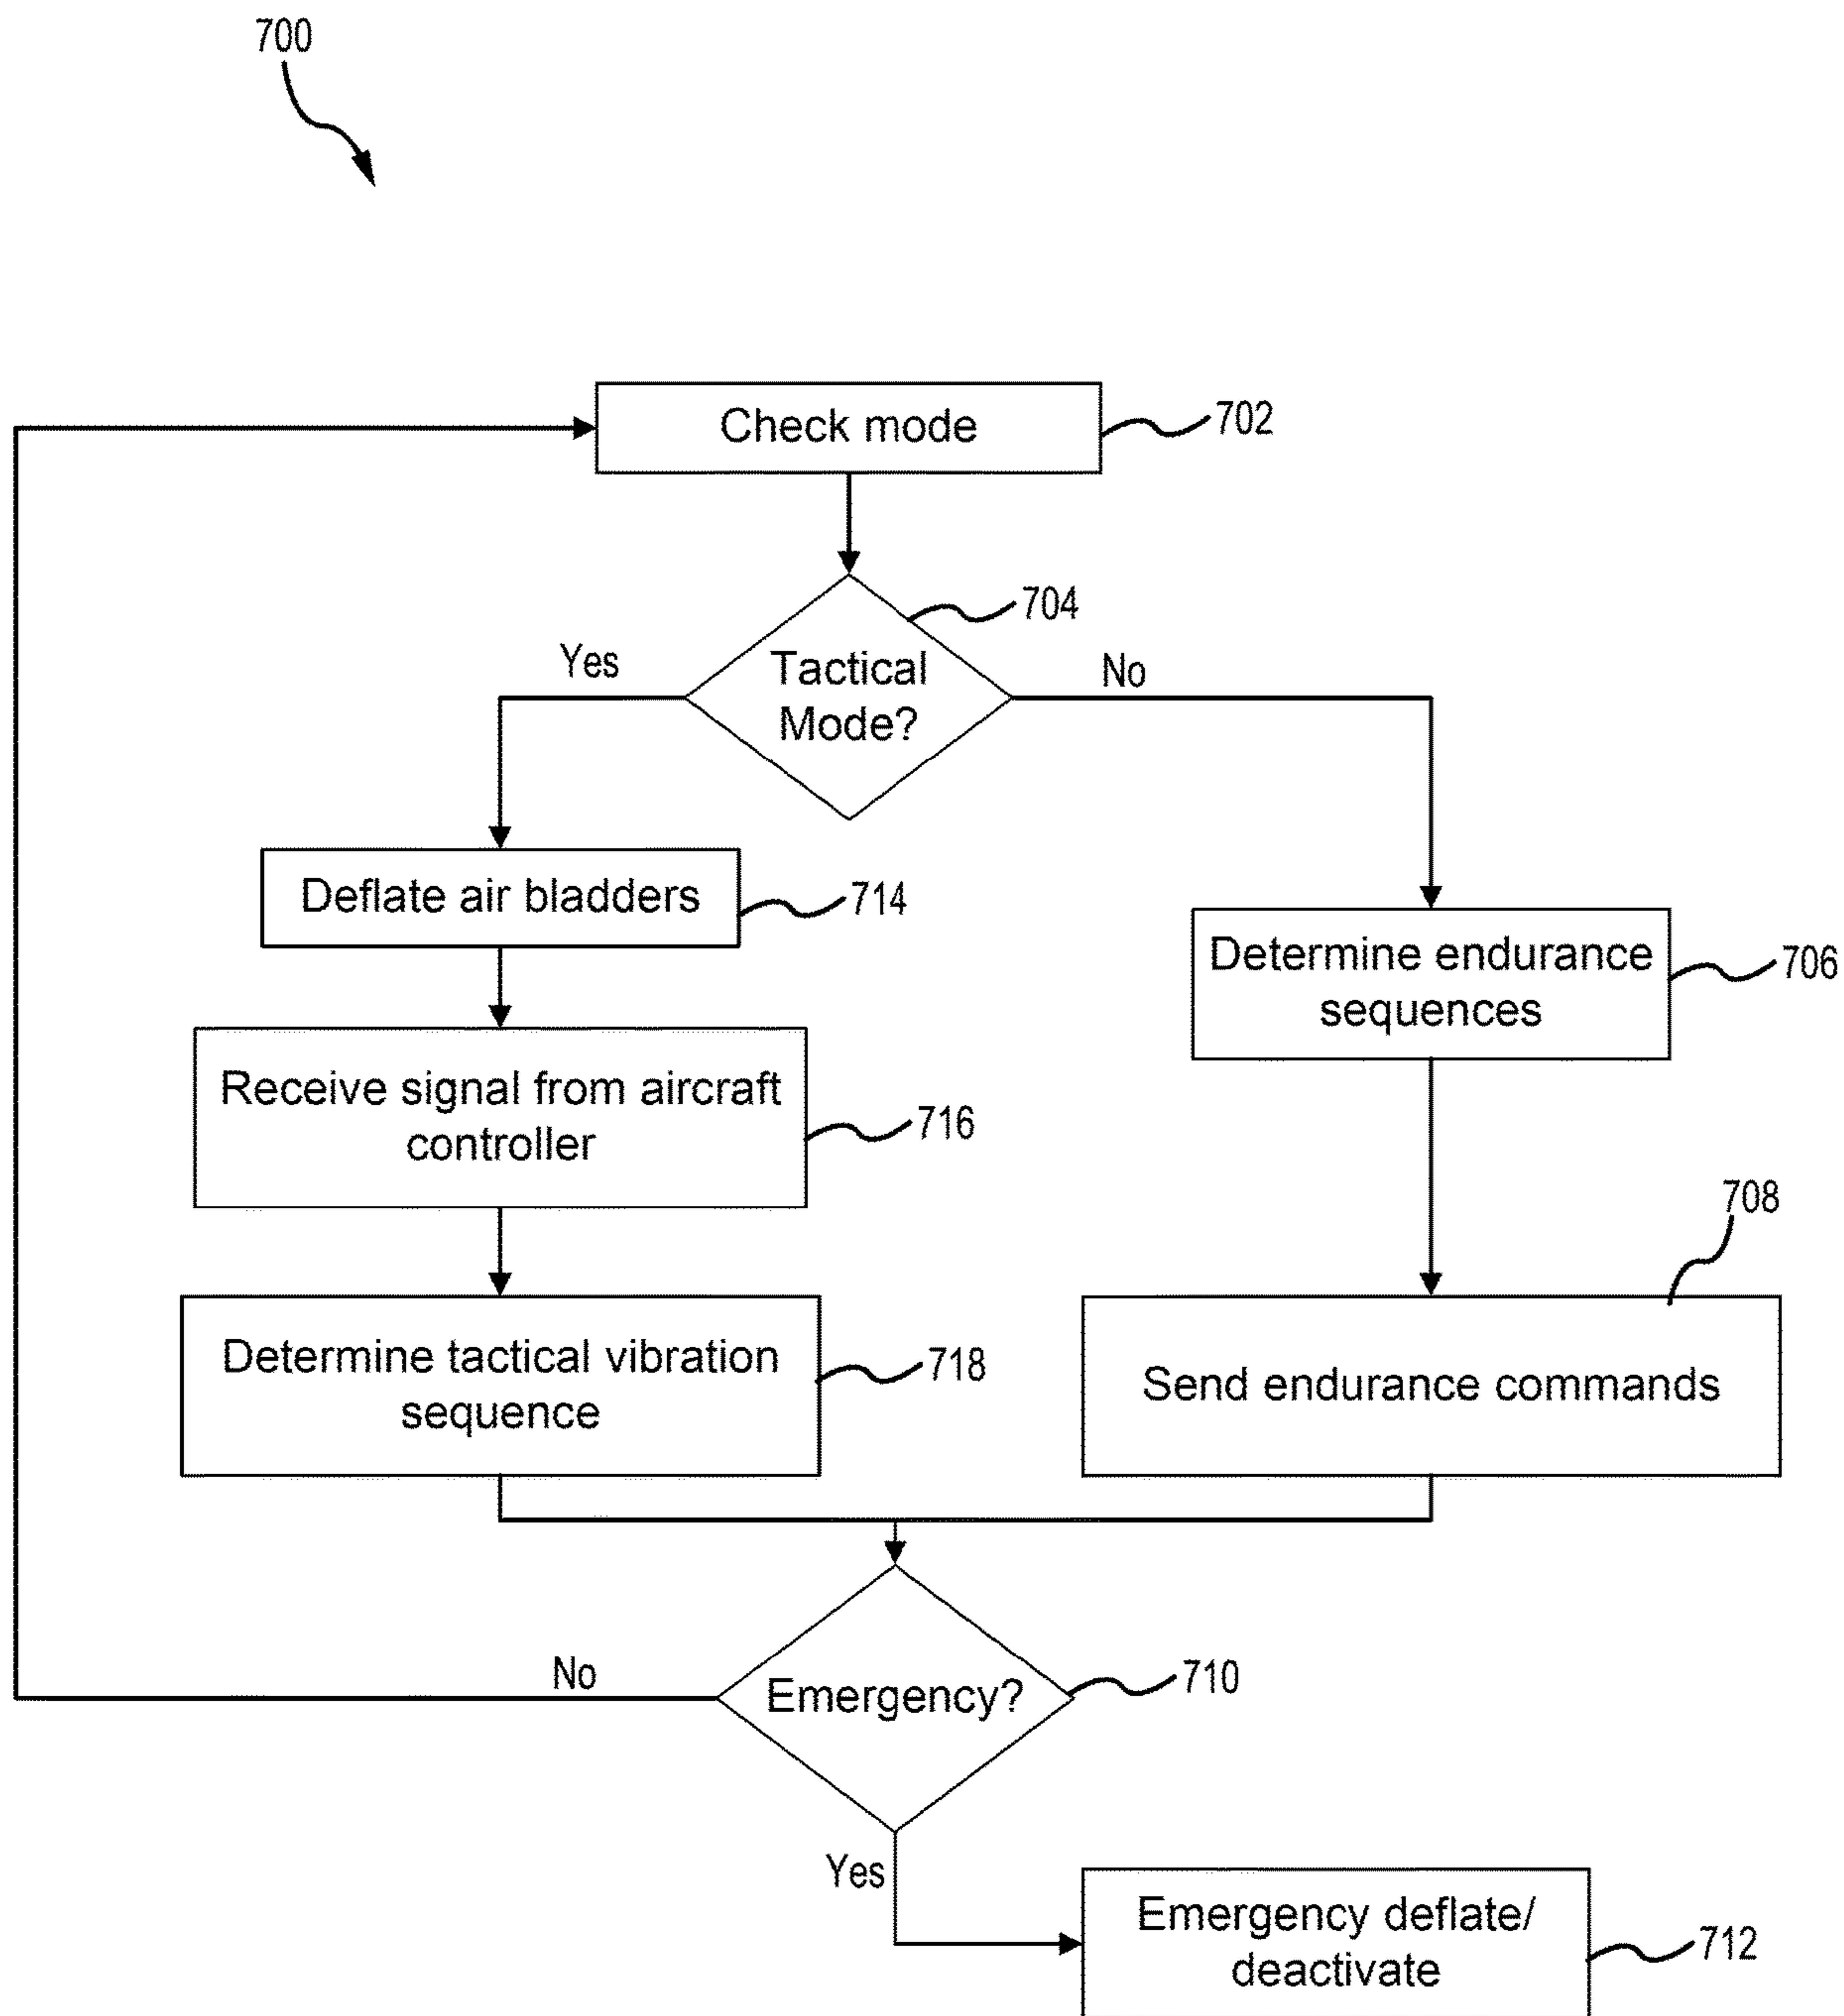 700
Check mode
702
704
Yes
Tactical
Mode?
No
Deflate air bladders
714
Determine endurance
sequences
706
Receive signal from aircraft
controller
716
708
Determine tactical vibration
sequence
718
Send endurance commands
No
Emergency?
710
Yes
Emergency deflate/
deactivate
712